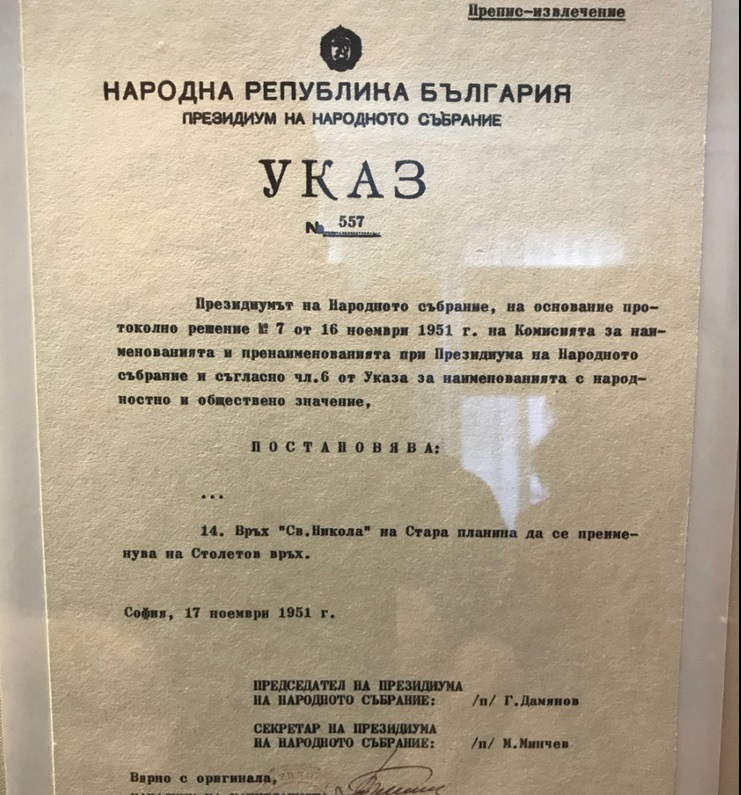 Препис-извлечение
НАРОДНА РЕПУБЛИКА БЪЛГАРИЯ
ПРЕЗИДИУМ НА НАРОДНОТО СЪБРАНИЕ
УКАЗ
№ 557
Президиумът на Народното събрание, на основание про-
токолно решение № 7 от 16 ноември 1951 г. на Комисията за наи-
менованията и пренаименованията при Президиума на Народното
събрание и съгласно чл.6 от Указа за наименованията с народ-
ностно и обществено значение,
ПОСТАНОВЯВА:
...
14. Връх "Св.Никола" на Стара планина да се преиме-
нува на Столетов връх.
София, 17 ноември 1951 г.
ПРЕДСЕДАТЕЛ НА ПРЕЗИДИУМА
НА НАРОДНОТО СЪБРАНИЕ: /п/ Г.Дамянов
СЕКРЕТАР НА ПРЕЗИДИУМА
НА НАРОДНОТО СЪБРАНИЕ: /п/ М.Минчев
Вярно с оригинала,